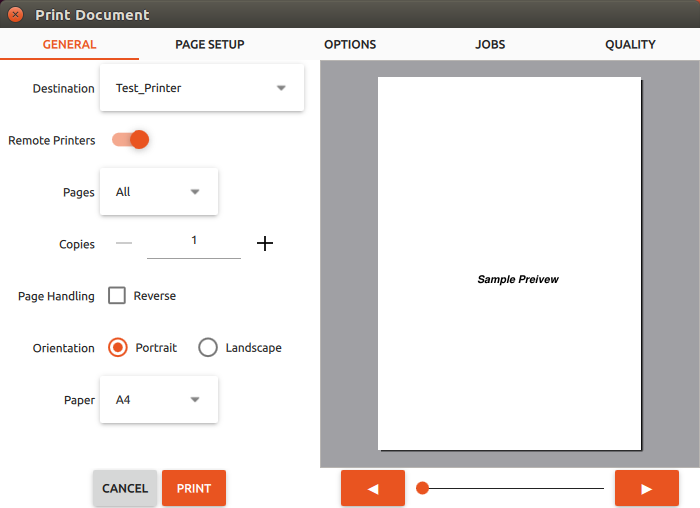 Print Document
GENERAL PAGE SETUP OPTIONS JOBS QUALITY
Destination Test_Printer
Remote Printers
Pages All
Copies 1
Page Handling Reverse
Orientation Portrait Landscape
Paper A4
CANCEL PRINT
Sample Preivew